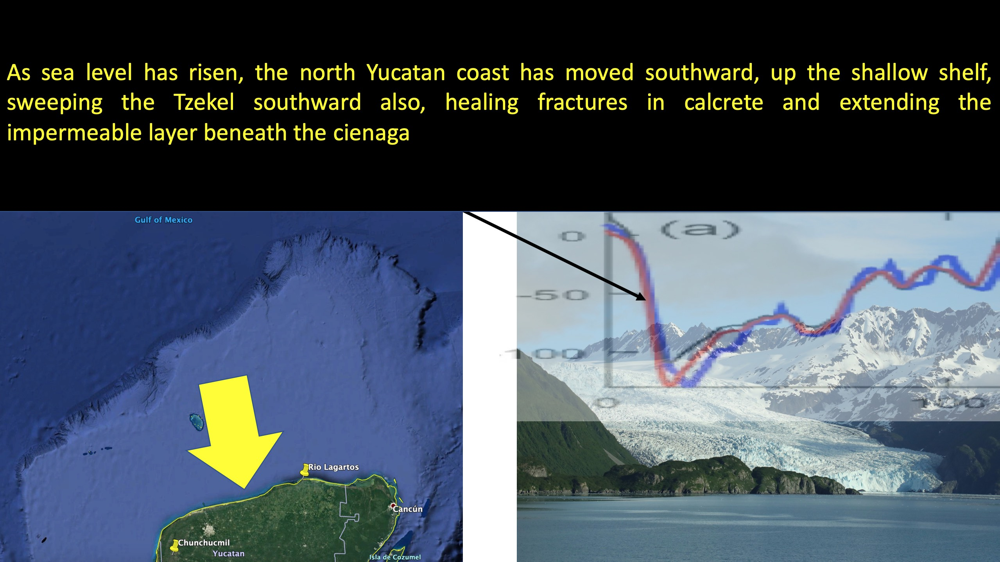 As sea level has risen, the north Yucatan coast has moved southward, up the shallow shelf,
sweeping the Tzekel southward also, healing fractures in calcrete and extending the
impermeable layer beneath the cienaga
Gulf of Mexico
Rio Lagartos
Cancún
Chunchucmil
Yucatan
Isla de Cozumel
(a)
0
-50
100
0
100